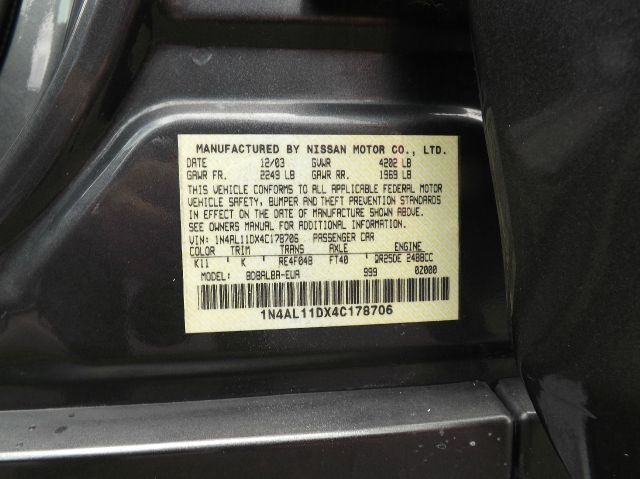 MANUFACTURED BY NISSAN MOTOR CO., LTD.
DATE 12/03 GVWR 4202 LB
GAWR FR. 2249 LB GAWR RR. 1969 LB
THIS VEHICLE CONFORMS TO ALL APPLICABLE FEDERAL MOTOR
VEHICLE SAFETY, BUMPER AND THEFT PREVENTION STANDARDS
IN EFFECT ON THE DATE OF MANUFACTURE SHOWN ABOVE.
SEE OWNERS MANUAL FOR ADDITIONAL INFORMATION.
VIN: 1N4AL11DX4C178706 PASSENGER CAR
COLOR TRIM TRANS AXLE ENGINE
K11 K RE4F04B FT40 QR25DE 2488CC
MODEL: BDBALBA-EUA 999 0Z000
1N4AL11DX4C178706